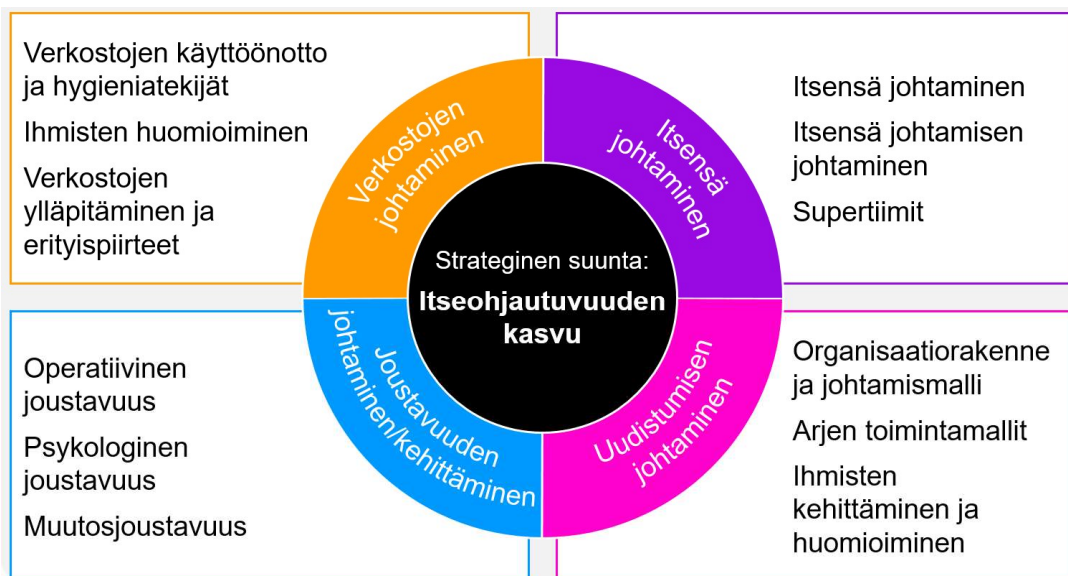 Verkostojen käyttöönotto
ja hygieniatekijät
Ihmisten huomioiminen
Verkostojen
ylläpitäminen ja
erityispiirteet
Itsensä johtaminen
Itsensä johtamisen
johtaminen
Supertiimit
Verkostojen
johtaminen
Itsensä
johtaminen
Strateginen suunta:
Itseohjautuvuuden
kasvu
Joustavuuden
johtaminen/kehittäminen
Uudistumisen
johtaminen
Operatiivinen
joustavuus
Psykologinen
joustavuus
Muutosjoustavuus
Organisaatiorakenne
ja johtamismalli
Arjen toimintamallit
Ihmisten
kehittäminen ja
huomioiminen